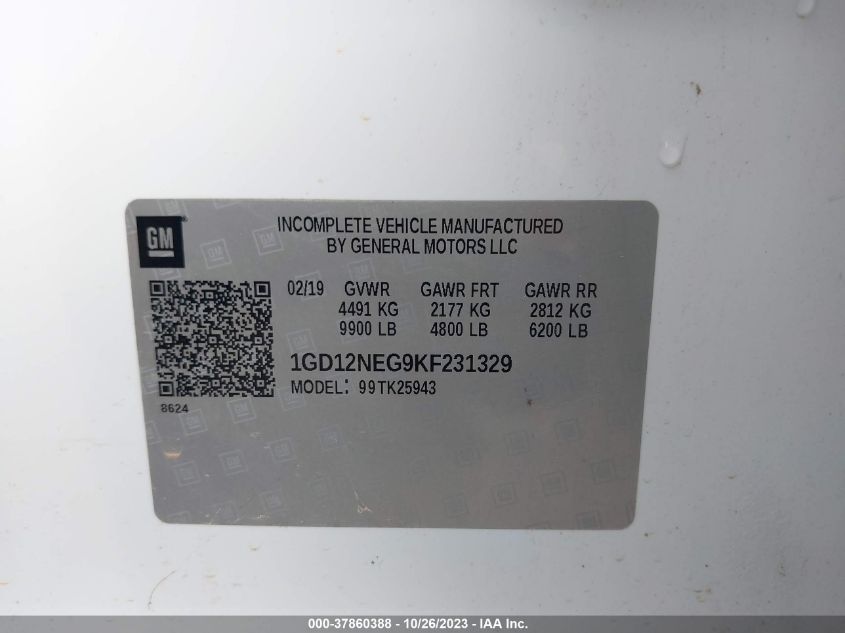 GM
INCOMPLETE VEHICLE MANUFACTURED
BY GENERAL MOTORS LLC
02/19 GVWR GAWR FRT GAWR RR
4491 KG 2177 KG 2812 KG
9900 LB 4800 LB 6200 LB
1GD12NEG9KF231329
MODEL: 99TK25943
8624
000-37860388 - 10/26/2023 - IAA Inc.